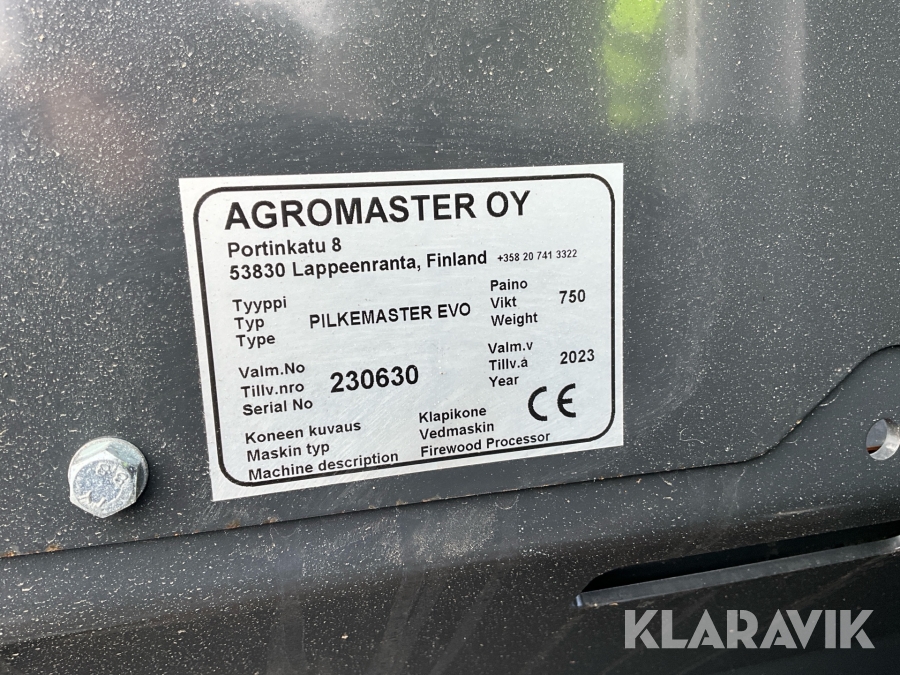 AGROMASTER OY
Portinkatu 8
53830 Lappeenranta, Finland +358 20 741 3322
Tyyppi
Typ
Type
PILKEMASTER EVO
Paino
Vikt
Weight
750
Valm.No
Tillv.nro
Serial No
230630
Valm.v
Tillv.å
Year
2023
CE
Koneen kuvaus
Maskin typ
Machine description
Klapikone
Vedmaskin
Firewood Processor
KLARAVIK